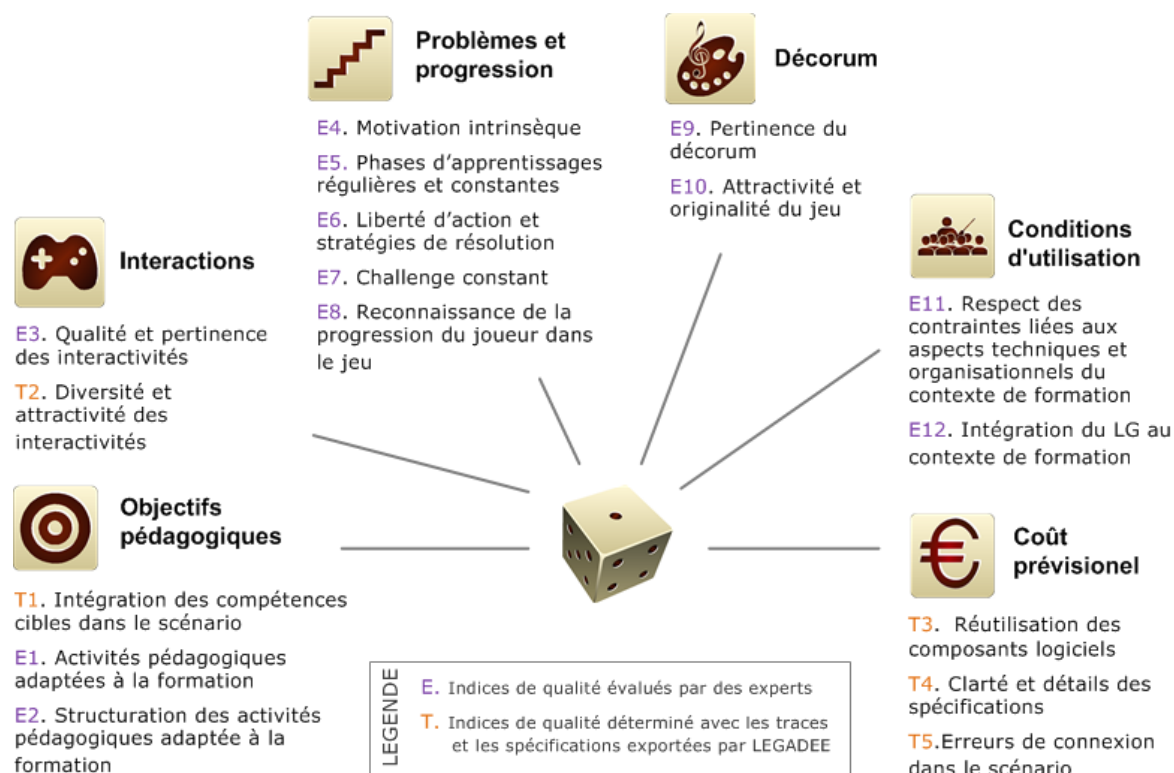 Problèmes et
progression
E4. Motivation intrinsèque
E5. Phases d'apprentissages
régulières et constantes
E6. Liberté d'action et
stratégies de résolution
E7. Challenge constant
E8. Reconnaissance de la
progression du joueur dans
le jeu
Décorum
E9. Pertinence du
décorum
E10. Attractivité et
originalité du jeu
Interactions
E3. Qualité et pertinence
des interactivités
T2. Diversité et
attractivité des
interactivités
Conditions
d'utilisation
E11. Respect des
contraintes liées aux
aspects techniques et
organisationnels du
contexte de formation
E12. Intégration du LG au
contexte de formation
Objectifs
pédagogiques
T1. Intégration des compétences
cibles dans le scénario
E1. Activités pédagogiques
adaptées à la formation
E2. Structuration des activités
pédagogiques adaptée à la
formation
LEGENDE
E. Indices de qualité évalués par des experts
T. Indices de qualité déterminé avec les traces
et les spécifications exportées par LEGADEE
Coût
prévisionel
T3. Réutilisation des
composants logiciels
T4. Clarté et détails des
spécifications
T5.Erreurs de connexion
dans le scénario